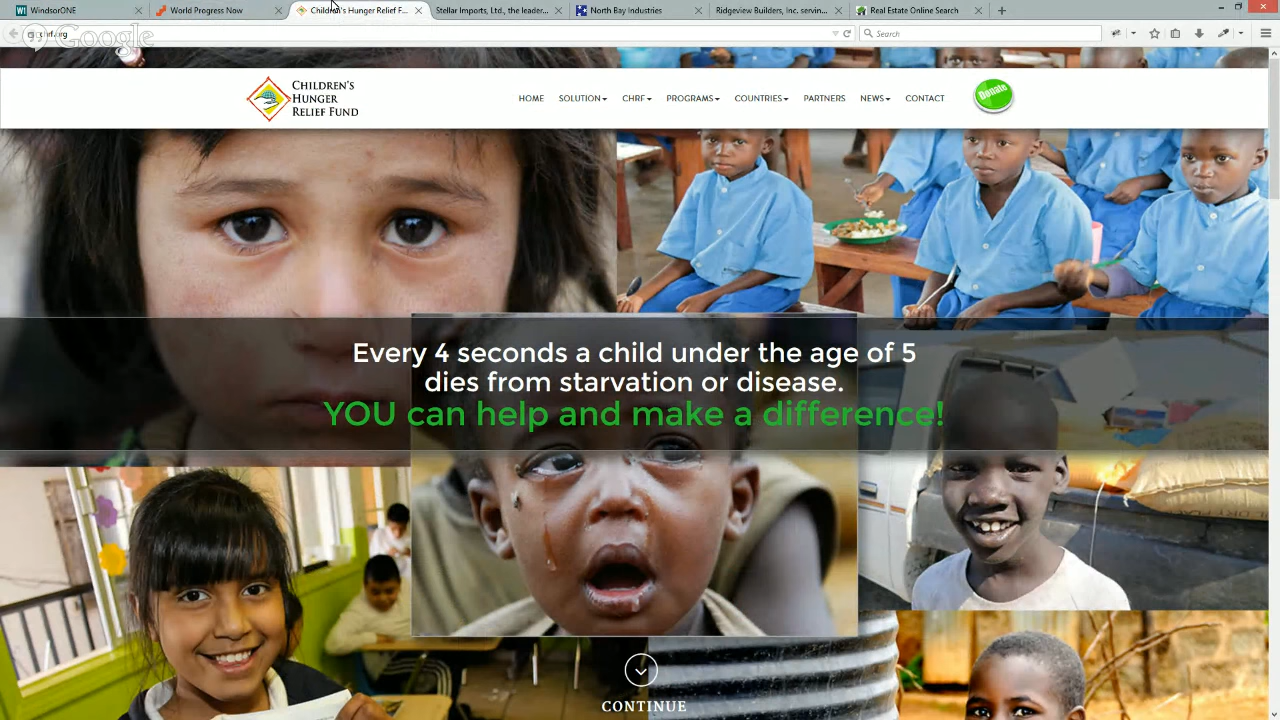 WindsorONE
World Progress Now
Children's Hunger Relief F...
Stellar Imports, Ltd., the leader...
North Bay Industries
Ridgeview Builders, Inc. servin...
Real Estate Online Search
Google
Search
CHILDREN'S
HUNGER
RELIEF FUND
HOME
SOLUTION
CHRF
PROGRAMS
COUNTRIES
PARTNERS
NEWS
CONTACT
Donate
Every 4 seconds a child under the age of 5
dies from starvation or disease.
YOU can help and make a difference!
CONTINUE